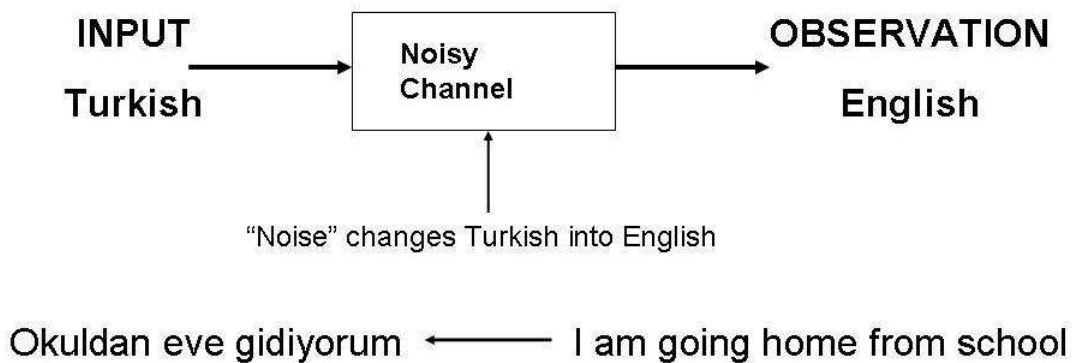 INPUT
Turkish
Noisy
Channel
OBSERVATION
English
“Noise” changes Turkish into English
Okuldan eve gidiyorum
I am going home from school